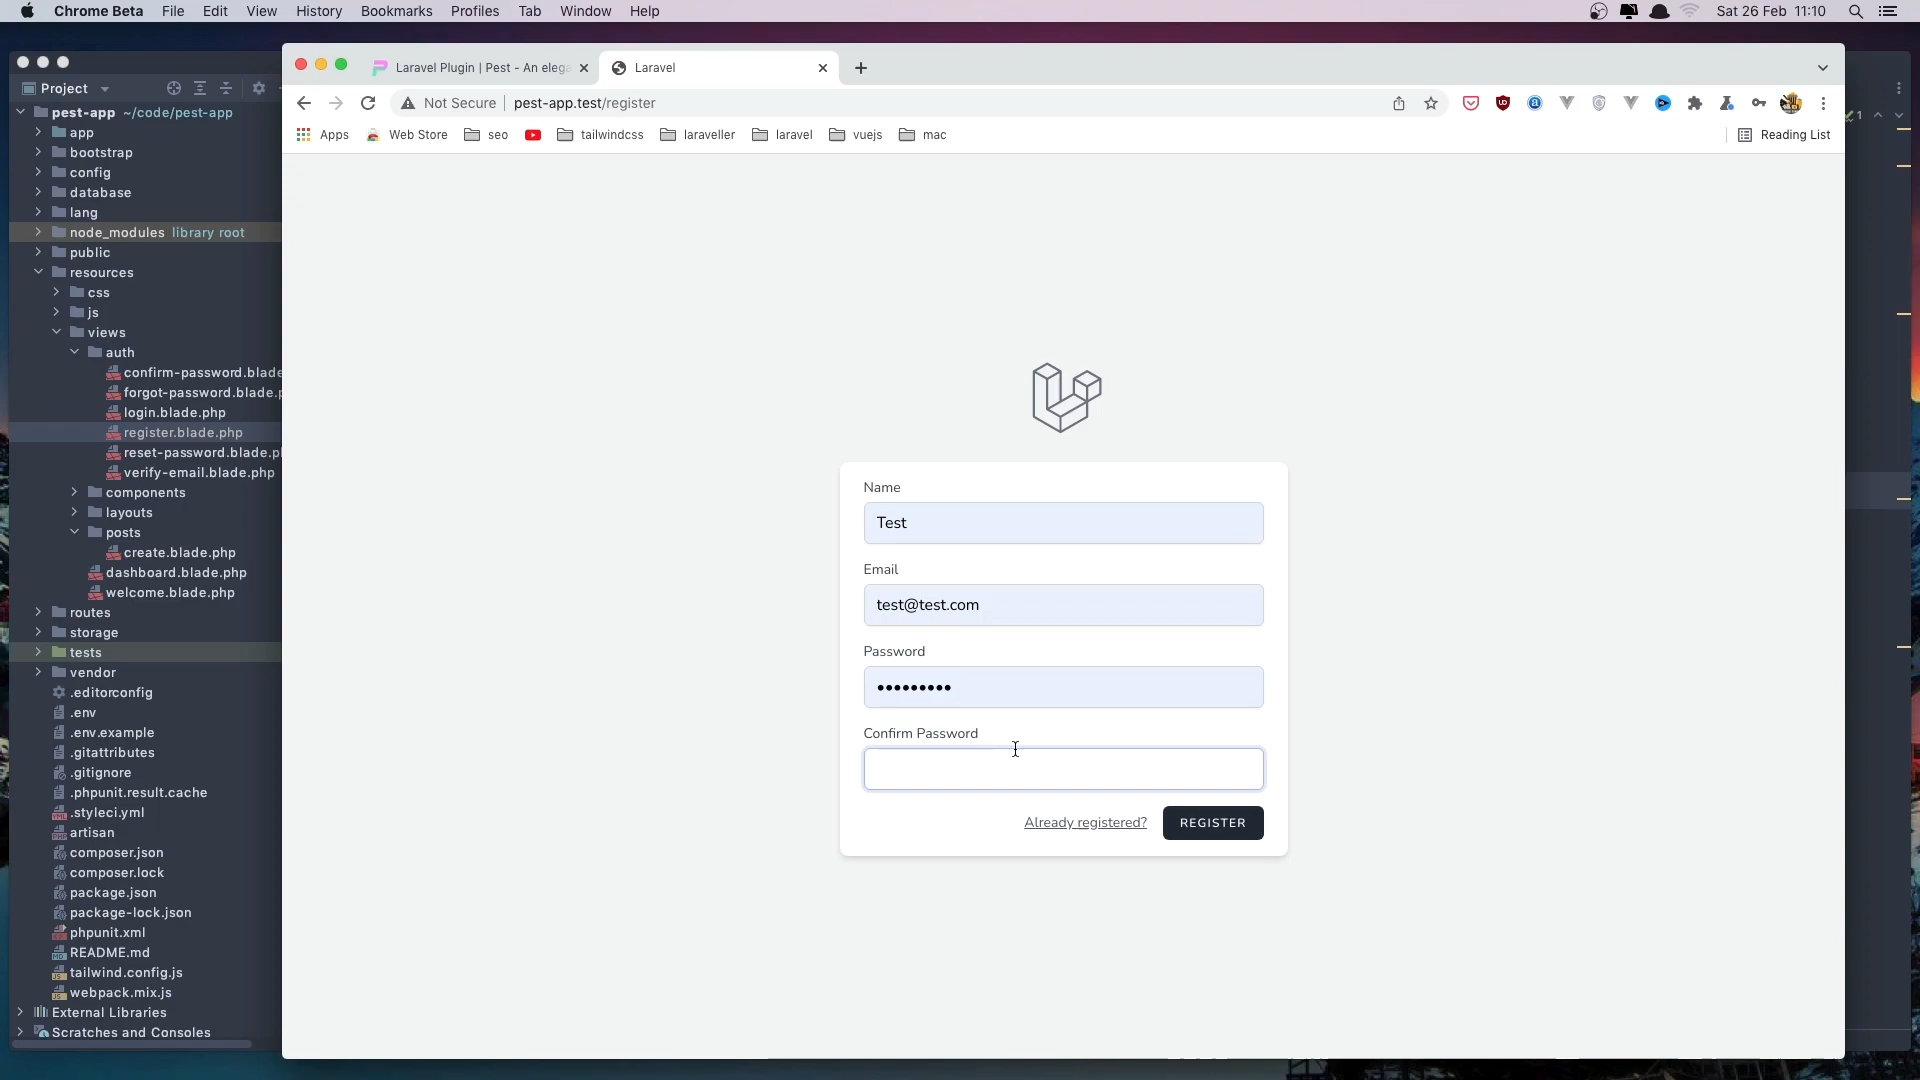 Chrome Beta File Edit View History Bookmarks Profiles Tab Window Help Sat 26 Feb 11:10
Project
pest-app ~/code/pest-app
app
bootstrap
config
database
lang
node_modules library root
public
resources
css
js
views
auth
confirm-password.blade
forgot-password.blade.p
login.blade.php
register.blade.php
reset-password.blade.pl
verify-email.blade.php
components
layouts
posts
create.blade.php
dashboard.blade.php
welcome.blade.php
routes
storage
tests
vendor
.editorconfig
.env
.env.example
.gitattributes
.gitignore
.phpunit.result.cache
.styleci.yml
artisan
composer.json
composer.lock
package.json
package-lock.json
phpunit.xml
README.md
tailwind.config.js
webpack.mix.js
External Libraries
Scratches and Consoles
Laravel Plugin | Pest - An elega
Laravel
Not Secure pest-app.test/register
Apps Web Store seo tailwindcss laraveller laravel vuejs mac Reading List
1
Name
Test
Email
test@test.com
Password
•••••••••
Confirm Password
Already registered? REGISTER